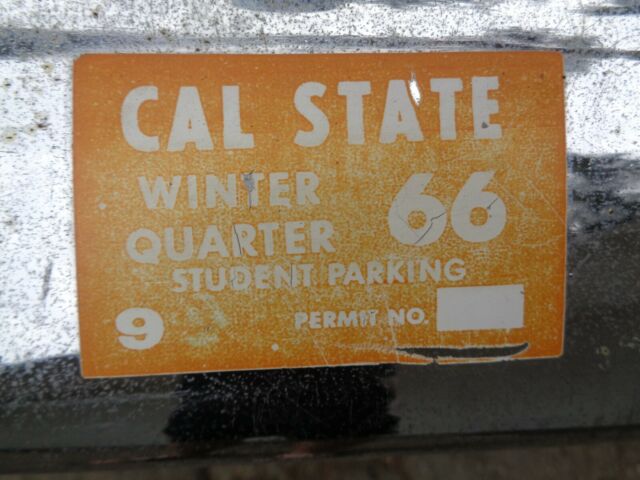 CAL STATE
WINTER
QUARTER 66
STUDENT PARKING
9 PERMIT NO.